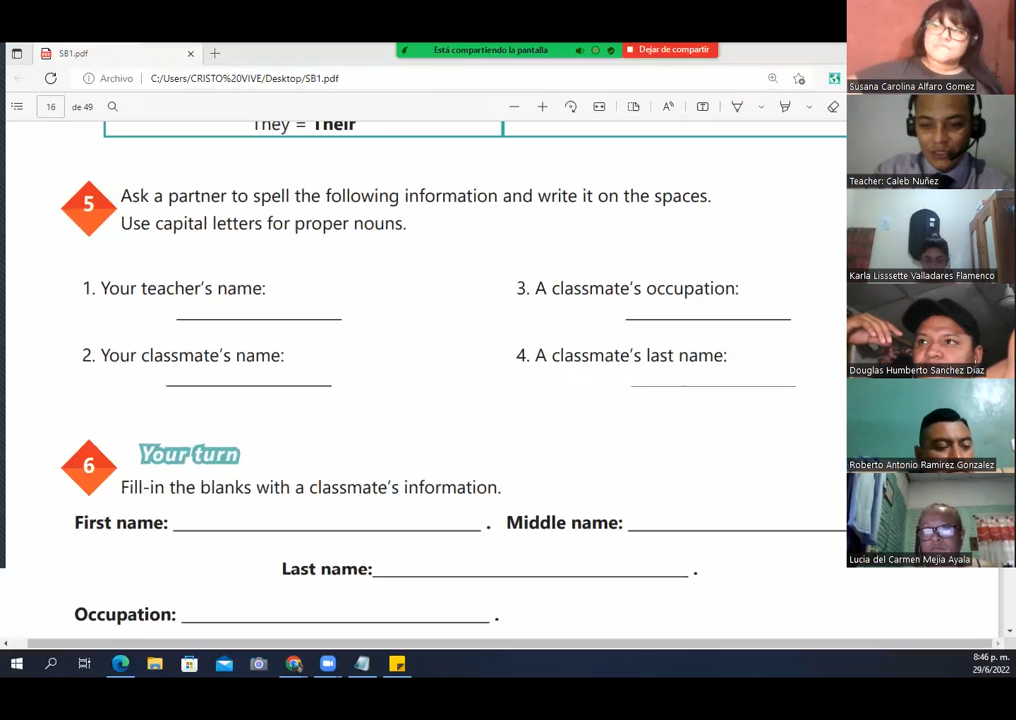 SB1.pdf
Está compartiendo la pantalla
Dejar de compartir
Archivo
C:/Users/CRISTO%20VIVE/Desktop/SB1.pdf
16
de 49
They = Their
5
Ask a partner to spell the following information and write it on the spaces.
Use capital letters for proper nouns.
1. Your teacher's name:
3. A classmate's occupation:
2. Your classmate's name:
4. A classmate's last name:
6
Your turn
Fill-in the blanks with a classmate's information.
First name: . Middle name:
Last name: .
Occupation: .
Susana Carolina Alfaro Gomez
Teacher: Caleb Nuñez
Karla Lisssette Valladares Flamenco
Douglas Humberto Sanchez Diaz
Roberto Antonio Ramirez Gonzalez
Lucia del Carmen Mejia Ayala
8:46 p. m.
29/6/2022